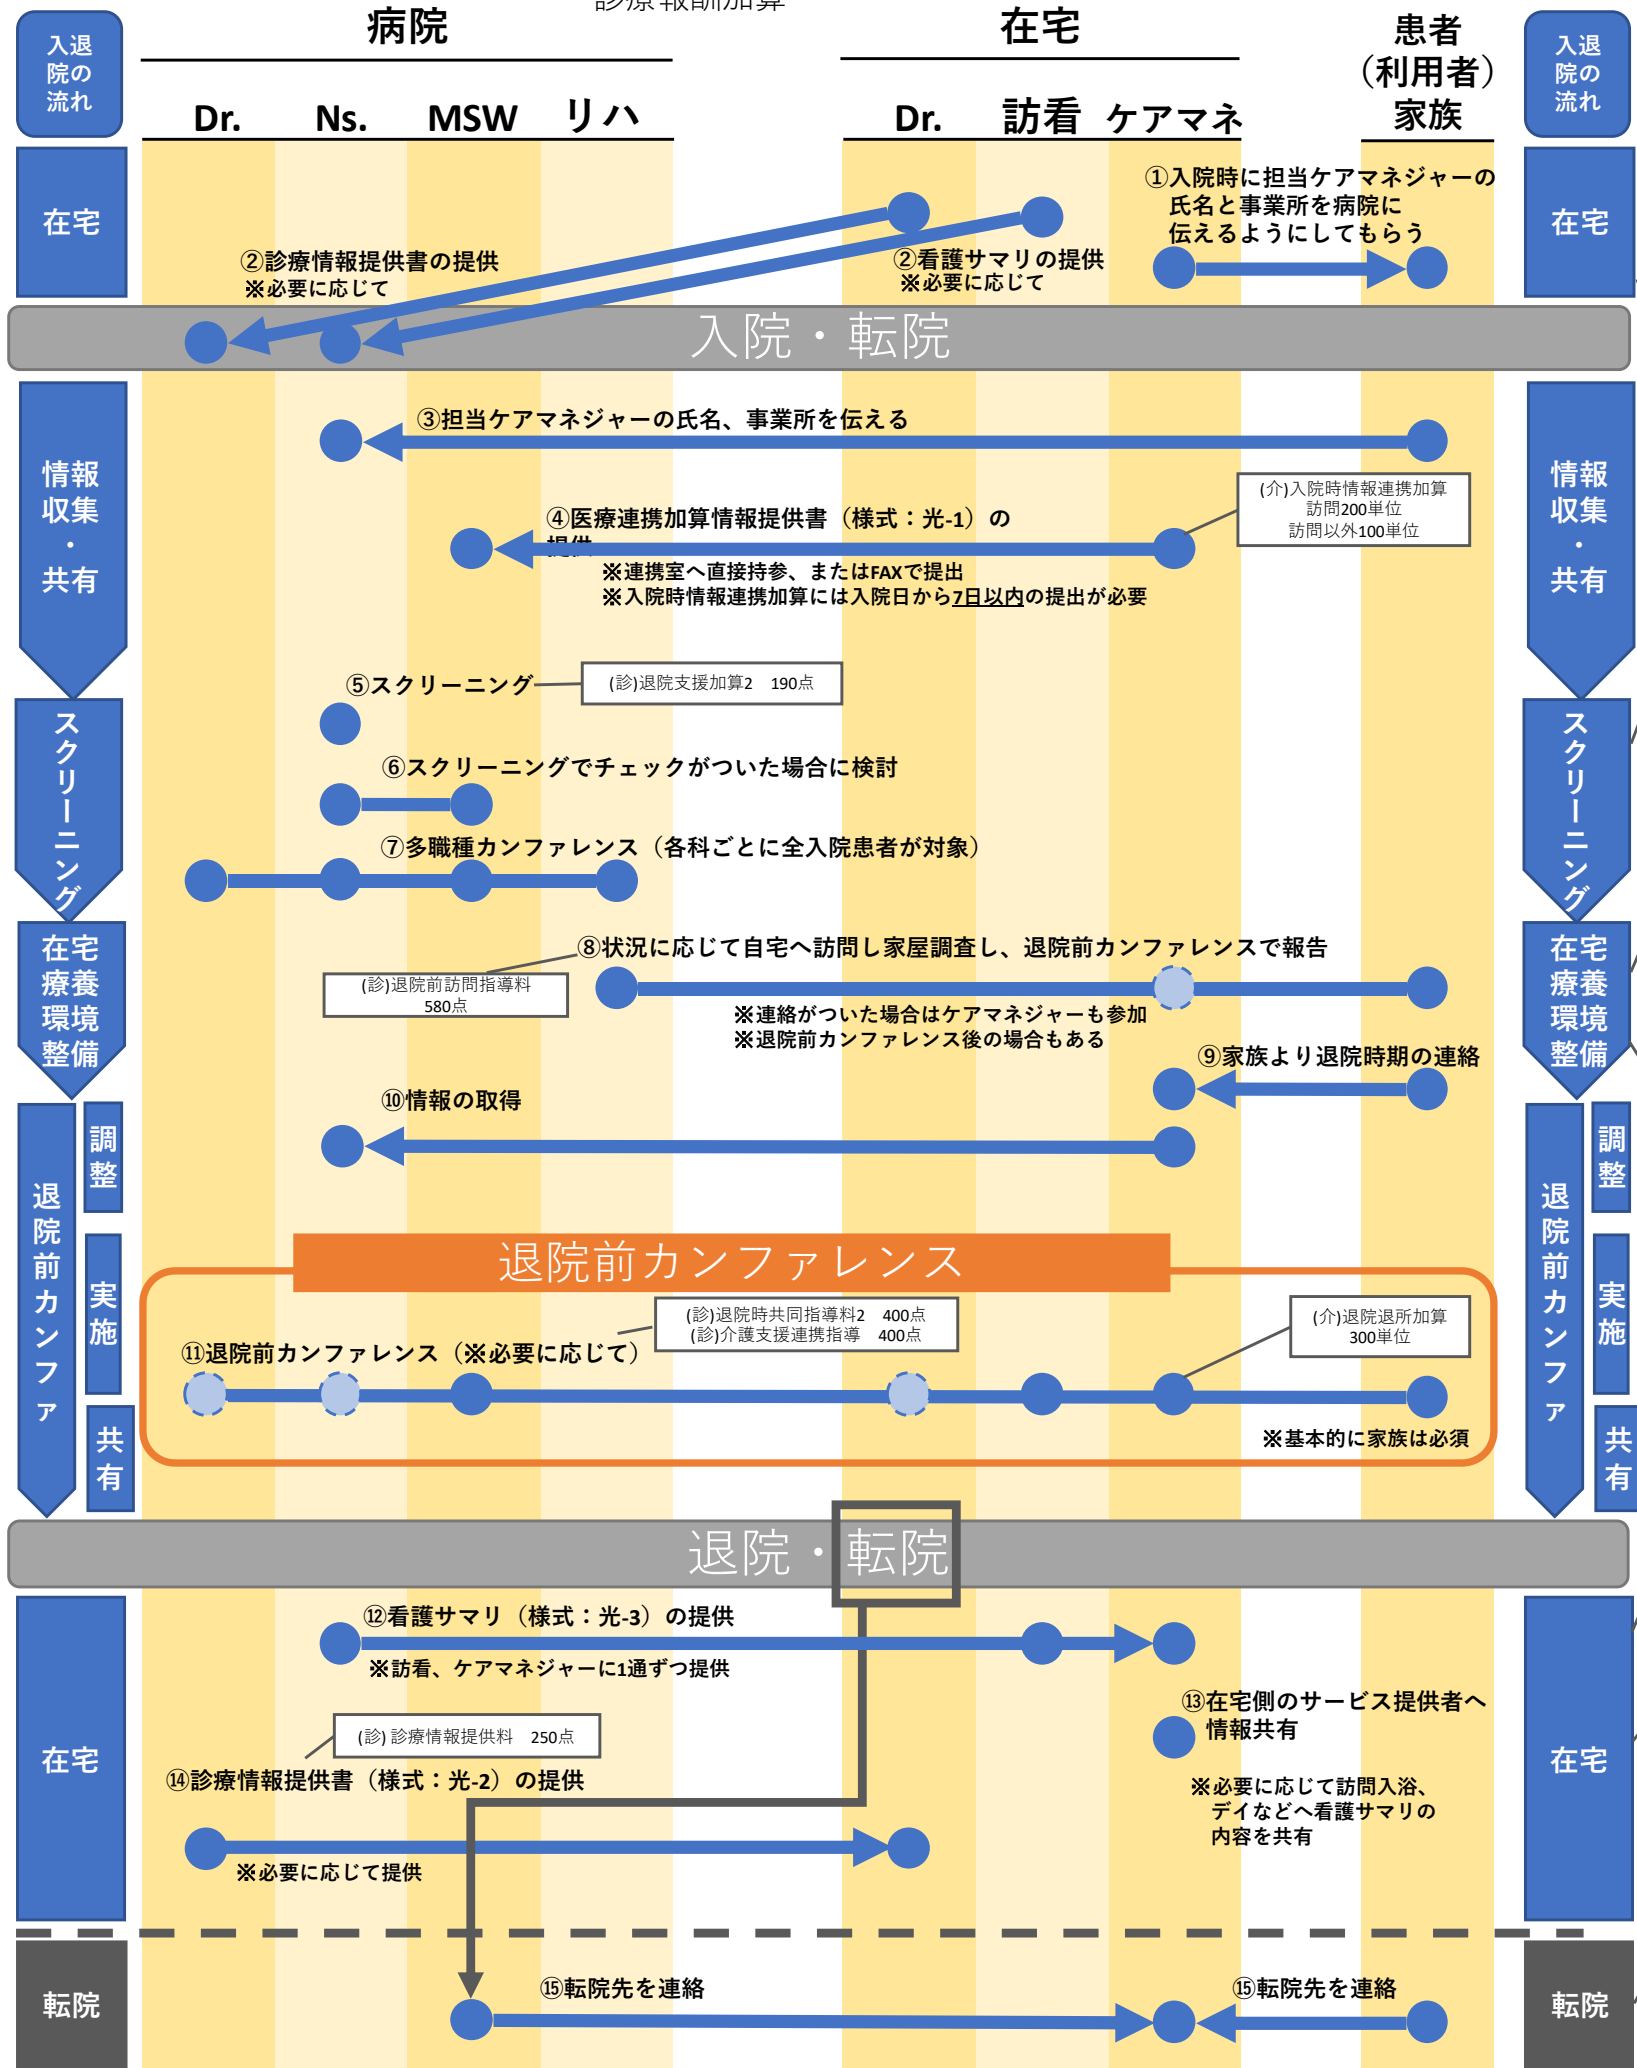 診療報酬加算
入退
院の
流れ
病院
在宅
患者
（利用者）
家族
入退
院の
流れ
Dr.
Ns.
MSW
リハ
Dr.
訪看
ケアマネ
在宅
①入院時に担当ケアマネジャーの
氏名と事業所を病院に
伝えるようにしてもらう
②診療情報提供書の提供
※必要に応じて
②看護サマリの提供
※必要に応じて
在宅
入院・転院
情報
収集
・
共有
③担当ケアマネジャーの氏名、事業所を伝える
(介)入院時情報連携加算
訪問200単位
訪問以外100単位
④医療連携加算情報提供書（様式：光-1）の
提供
※連携室へ直接持参、またはFAXで提出
※入院時情報連携加算には入院日から7日以内の提出が必要
情報
収集
・
共有
スクリーニング
⑤スクリーニング
(診)退院支援加算2　190点
⑥スクリーニングでチェックがついた場合に検討
⑦多職種カンファレンス（各科ごとに全入院患者が対象）
スクリーニング
在宅
療養
環境
整備
⑧状況に応じて自宅へ訪問し家屋調査し、退院前カンファレンスで報告
(診)退院前訪問指導料
580点
※連絡がついた場合はケアマネジャーも参加
※退院前カンファレンス後の場合もある
⑨家族より退院時期の連絡
在宅
療養
環境
整備
退院前カンファ
調整
実施
共有
⑩情報の取得
退院前カンファレンス
(診)退院時共同指導料2　400点
(診)介護支援連携指導　400点
(介)退院退所加算
300単位
⑪退院前カンファレンス（※必要に応じて）
※基本的に家族は必須
退院前カンファ
調整
実施
共有
退院・転院
在宅
⑫看護サマリ（様式：光-3）の提供
※訪看、ケアマネジャーに1通ずつ提供
⑬在宅側のサービス提供者へ
情報共有
※必要に応じて訪問入浴、
デイなどへ看護サマリの
内容を共有
(診) 診療情報提供料　250点
⑭診療情報提供書（様式：光-2）の提供
※必要に応じて提供
在宅
転院
⑮転院先を連絡
⑮転院先を連絡
転院